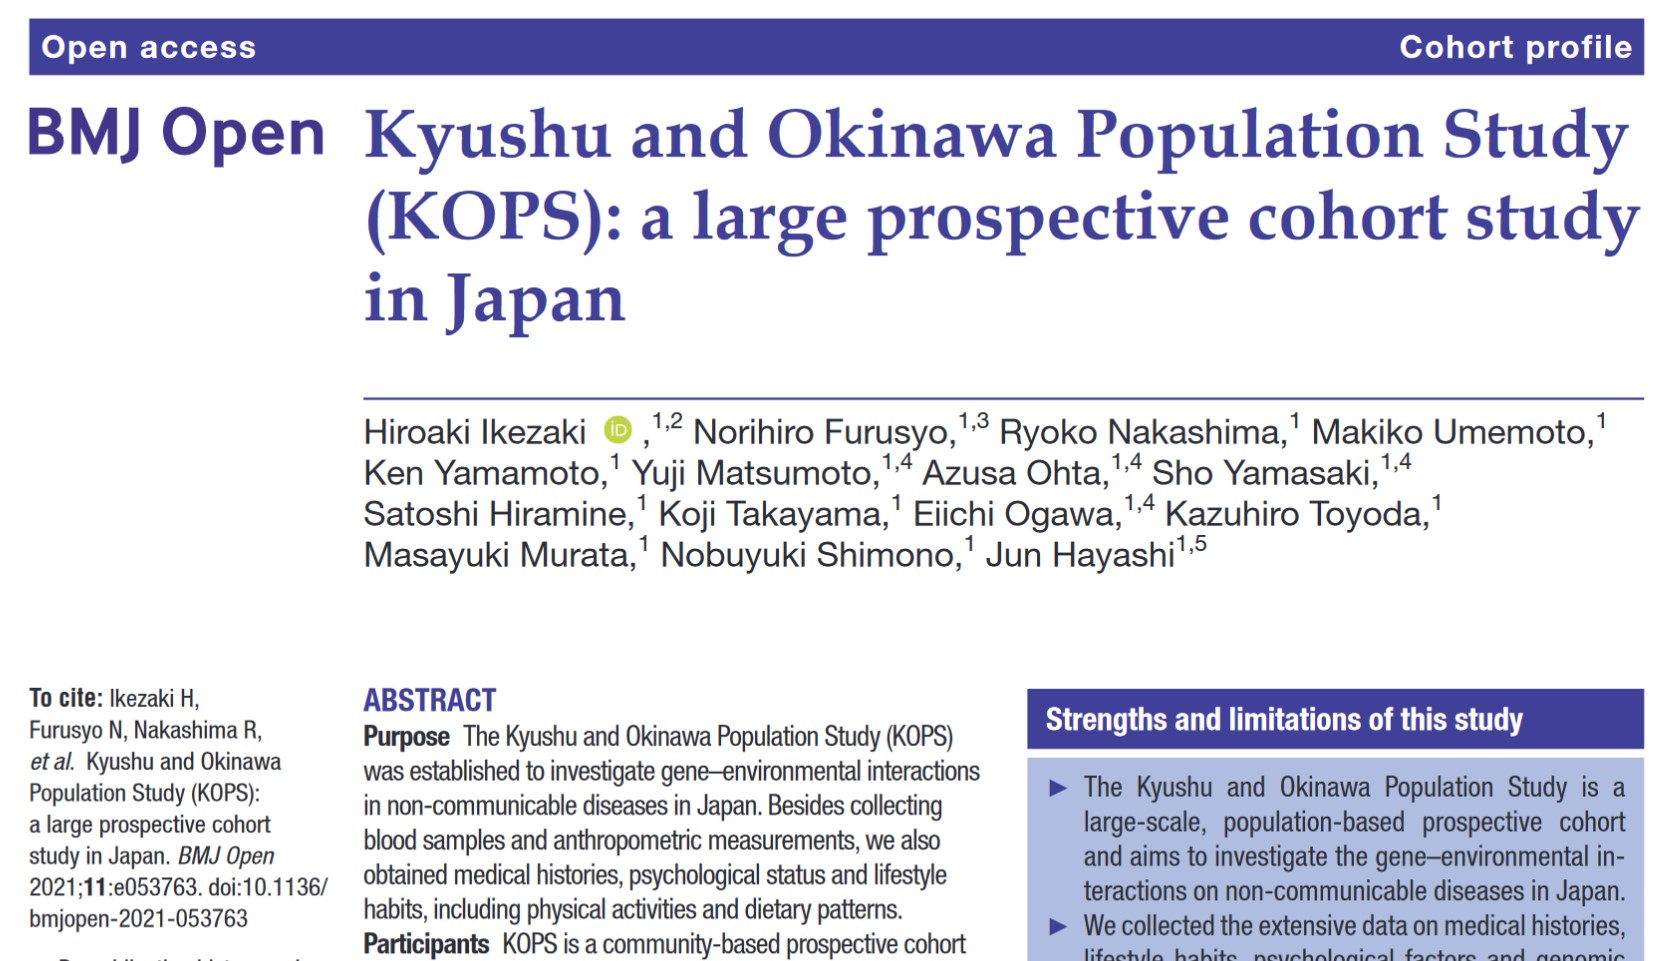 Open access
Cohort profile
BMJ Open
Kyushu and Okinawa Population Study
(KOPS): a large prospective cohort study
in Japan
Hiroaki Ikezaki iD ,1,2 Norihiro Furusyo,1,3 Ryoko Nakashima,1 Makiko Umemoto,1
Ken Yamamoto,1 Yuji Matsumoto,1,4 Azusa Ohta,1,4 Sho Yamasaki,1,4
Satoshi Hiramine,1 Koji Takayama,1 Eiichi Ogawa,1,4 Kazuhiro Toyoda,1
Masayuki Murata,1 Nobuyuki Shimono,1 Jun Hayashi1,5
To cite: Ikezaki H,
Furusyo N, Nakashima R,
et al. Kyushu and Okinawa
Population Study (KOPS):
a large prospective cohort
study in Japan. BMJ Open
2021;11:e053763. doi:10.1136/
bmjopen-2021-053763
ABSTRACT
Purpose The Kyushu and Okinawa Population Study (KOPS)
was established to investigate gene–environmental interactions
in non-communicable diseases in Japan. Besides collecting
blood samples and anthropometric measurements, we also
obtained medical histories, psychological status and lifestyle
habits, including physical activities and dietary patterns.
Participants KOPS is a community-based prospective cohort
Strengths and limitations of this study
► The Kyushu and Okinawa Population Study is a
large-scale, population-based prospective cohort
and aims to investigate the gene–environmental in-
teractions on non-communicable diseases in Japan.
► We collected the extensive data on medical histories,
lifestyle habits, psychological factors and genomic